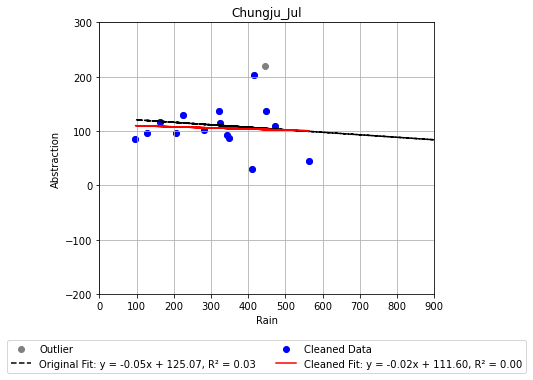 Chungju_Jul
300
200
100
0
−100
−200
Abstraction
0 100 200 300 400 500 600 700 800 900
Rain
Outlier Cleaned Data
Original Fit: y = -0.05x + 125.07, R² = 0.03 Cleaned Fit: y = -0.02x + 111.60, R² = 0.00